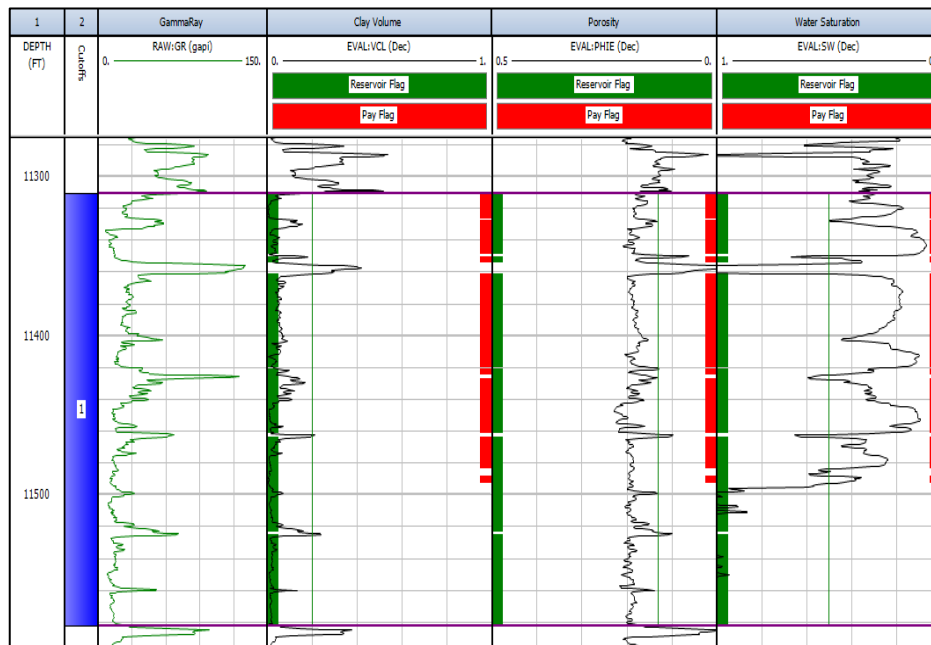 1 2 GammaRay Clay Volume Porosity Water Saturation
DEPTH
(FT)
Cutoffs
RAW:GR (gapi)
0. 150.
EVAL:VCL (Dec)
0. 1.
Reservoir Flag
Pay Flag
EVAL:PHIE (Dec)
0.5 0.
Reservoir Flag
Pay Flag
EVAL:SW (Dec)
1.
Reservoir Flag
Pay Flag
11300
11400
1
11500